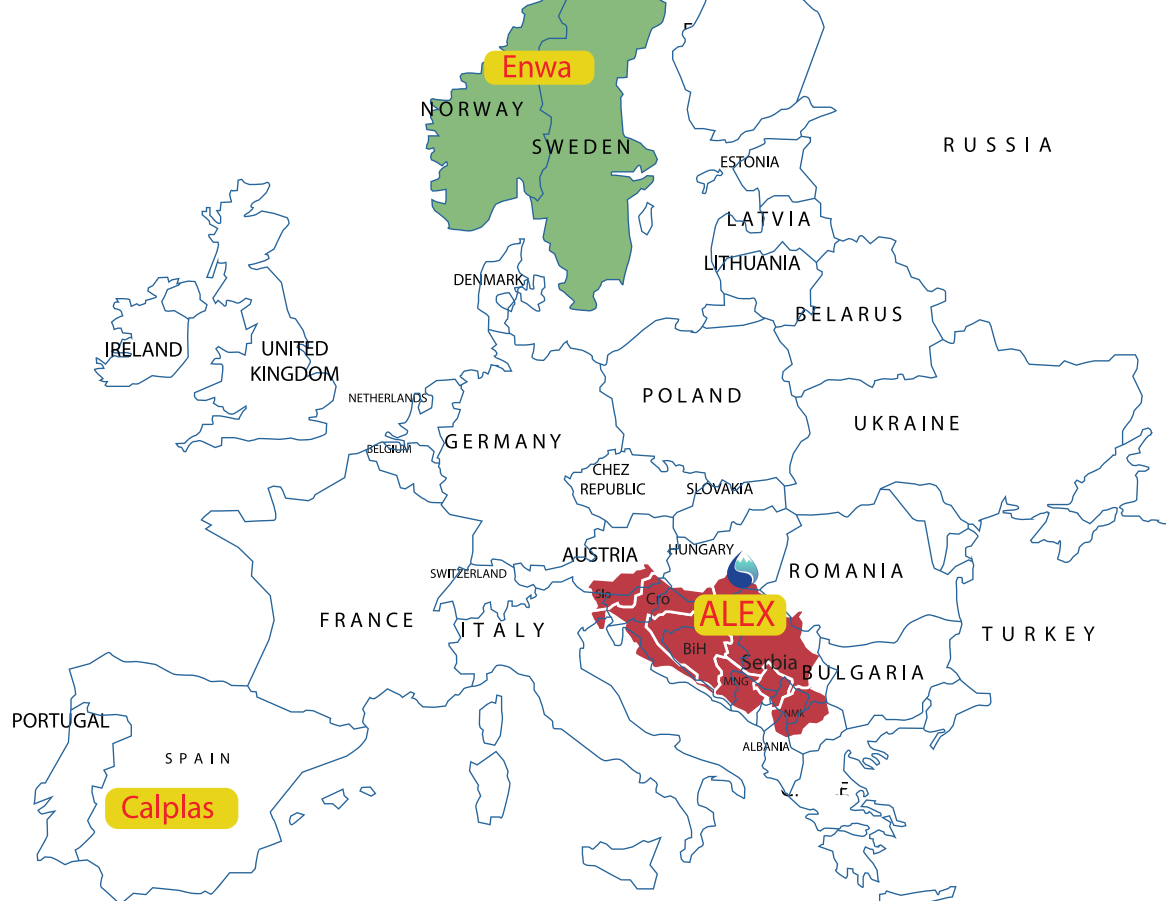 Enwa
NORWAY
SWEDEN
RUSSIA
ESTONIA
LATVIA
LITHUANIA
DENMARK
BELARUS
IRELAND
UNITED
KINGDOM
NETHERLANDS
POLAND
UKRAINE
GERMANY
BELGIUM
CHEZ
REPUBLIC
SLOVAKIA
AUSTRIA
HUNGARY
SWITZERLAND
ROMANIA
Slo
Cro
ALEX
FRANCE
ITALY
TURKEY
BiH
Serbia
BULGARIA
MNG
NMk
PORTUGAL
ALBANIA
SPAIN
Calplas